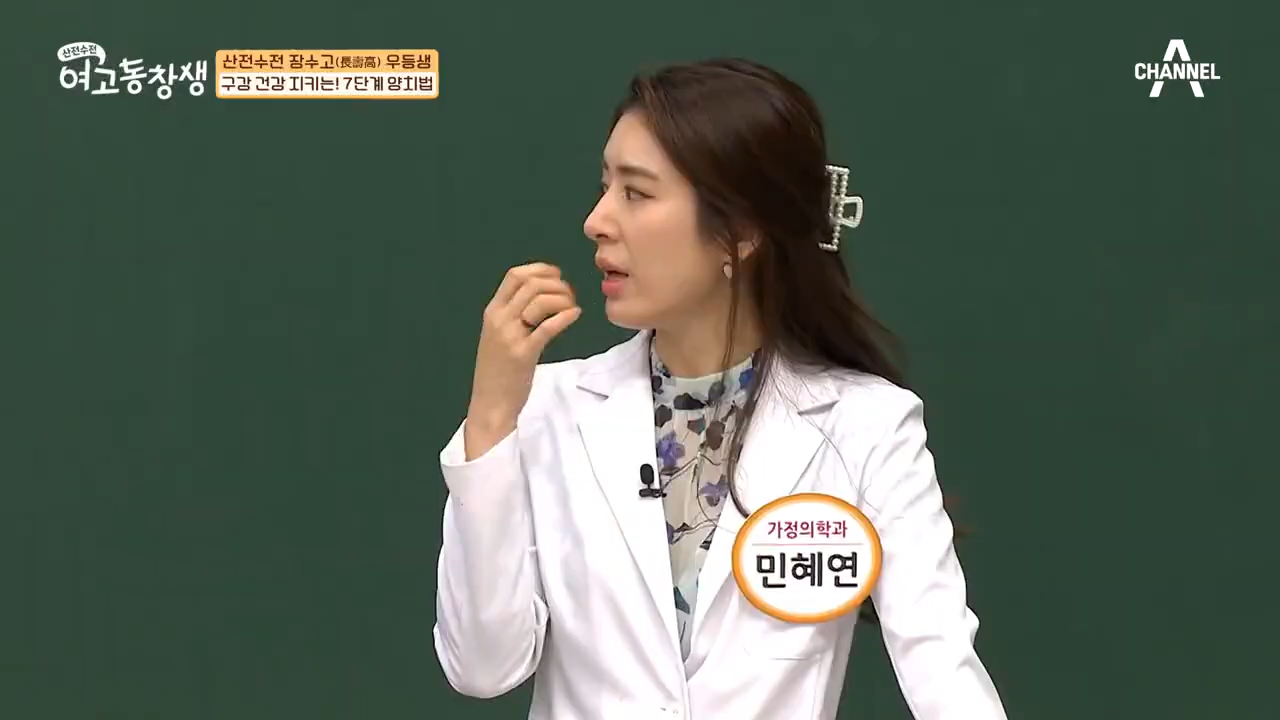 산전수전
여고동창생
산전수전 장수고(長壽高) 우등생
구강 건강 지키는! 7단계 양치법
CHANNEL A
가정의학과
민혜연